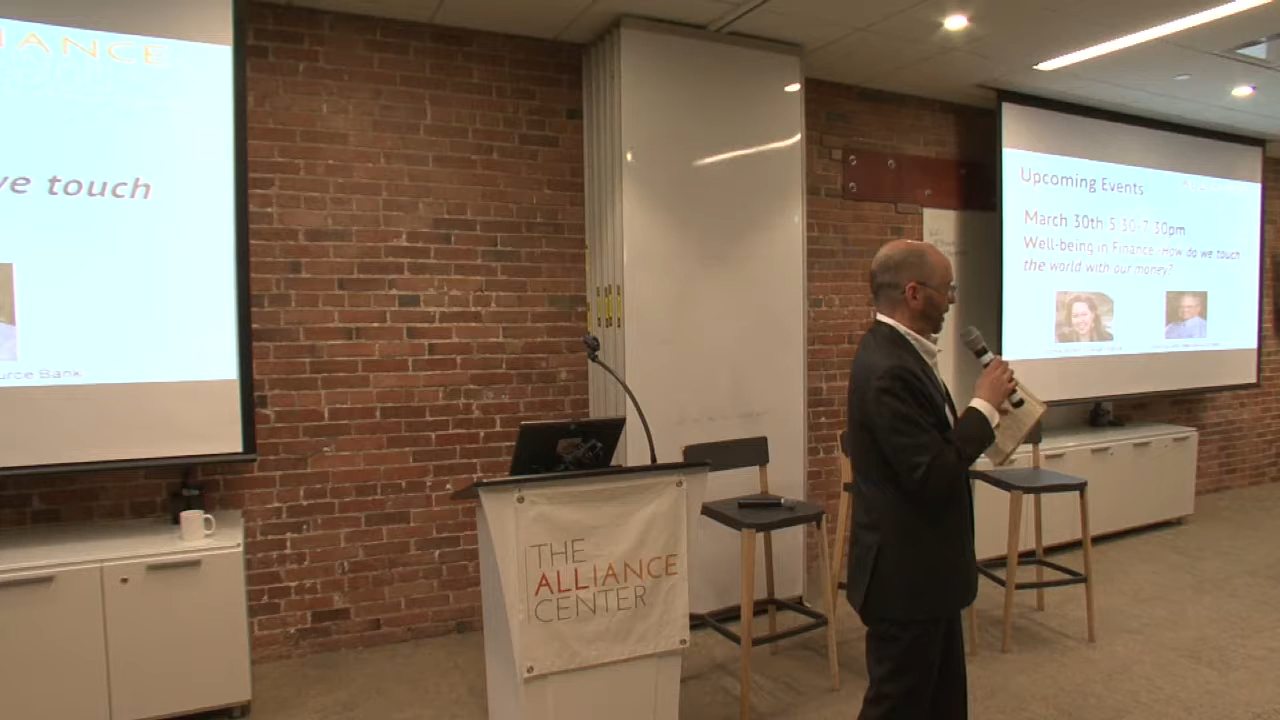 IANCE
ve touch
urce Bank
THE
ALLIANCE
CENTER
Upcoming Events
March 30th 5:30-7:30pm
Well-being in Finance -How do we touch
the world with our money?